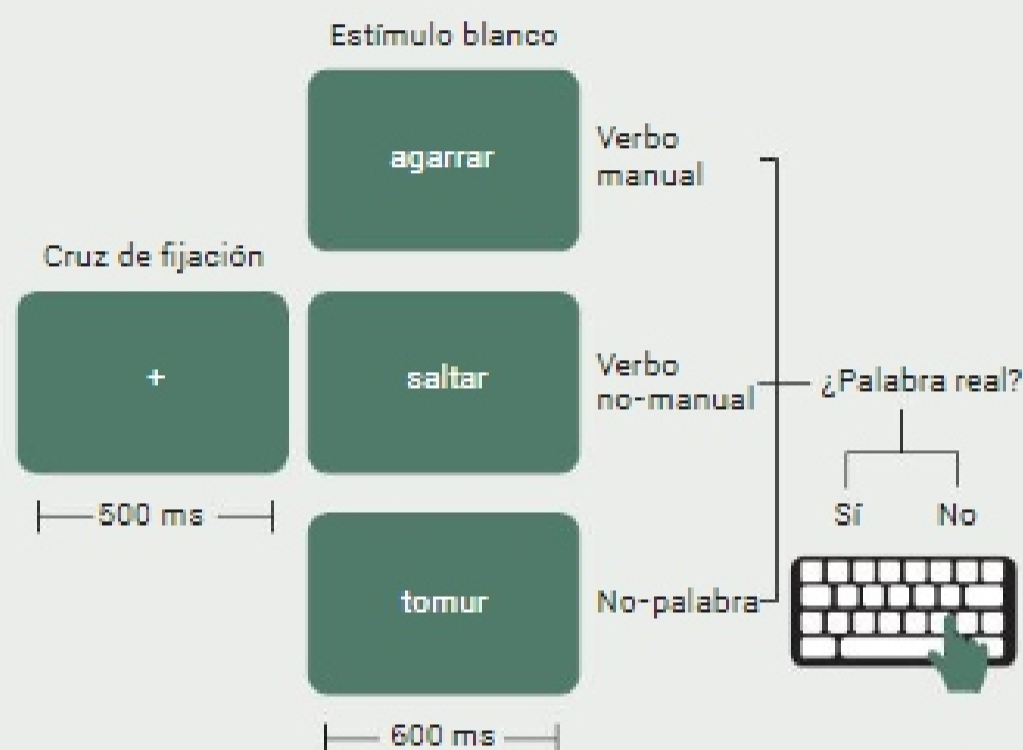 Estímulo blanco
agarrar
Verbo
manual
Cruz de fijación
+
saltar
Verbo
no-manual
¿Palabra real?
500 ms
Sí
No
tomur
No-palabra
600 ms